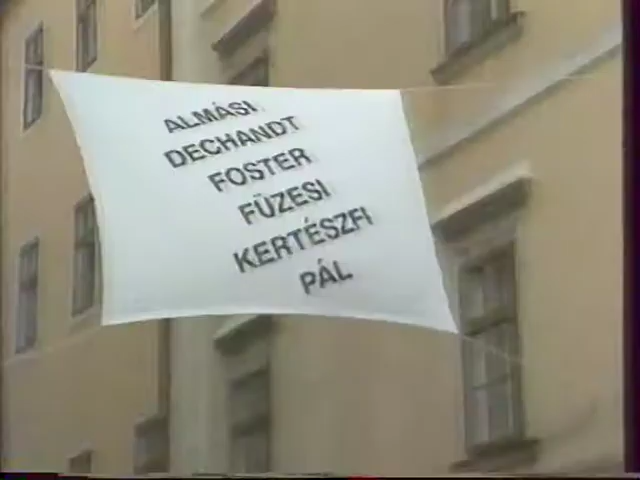 ALMÁSI
DECHANDT
FOSTER
FÜZESI
KERTÉSZFI
PÁL